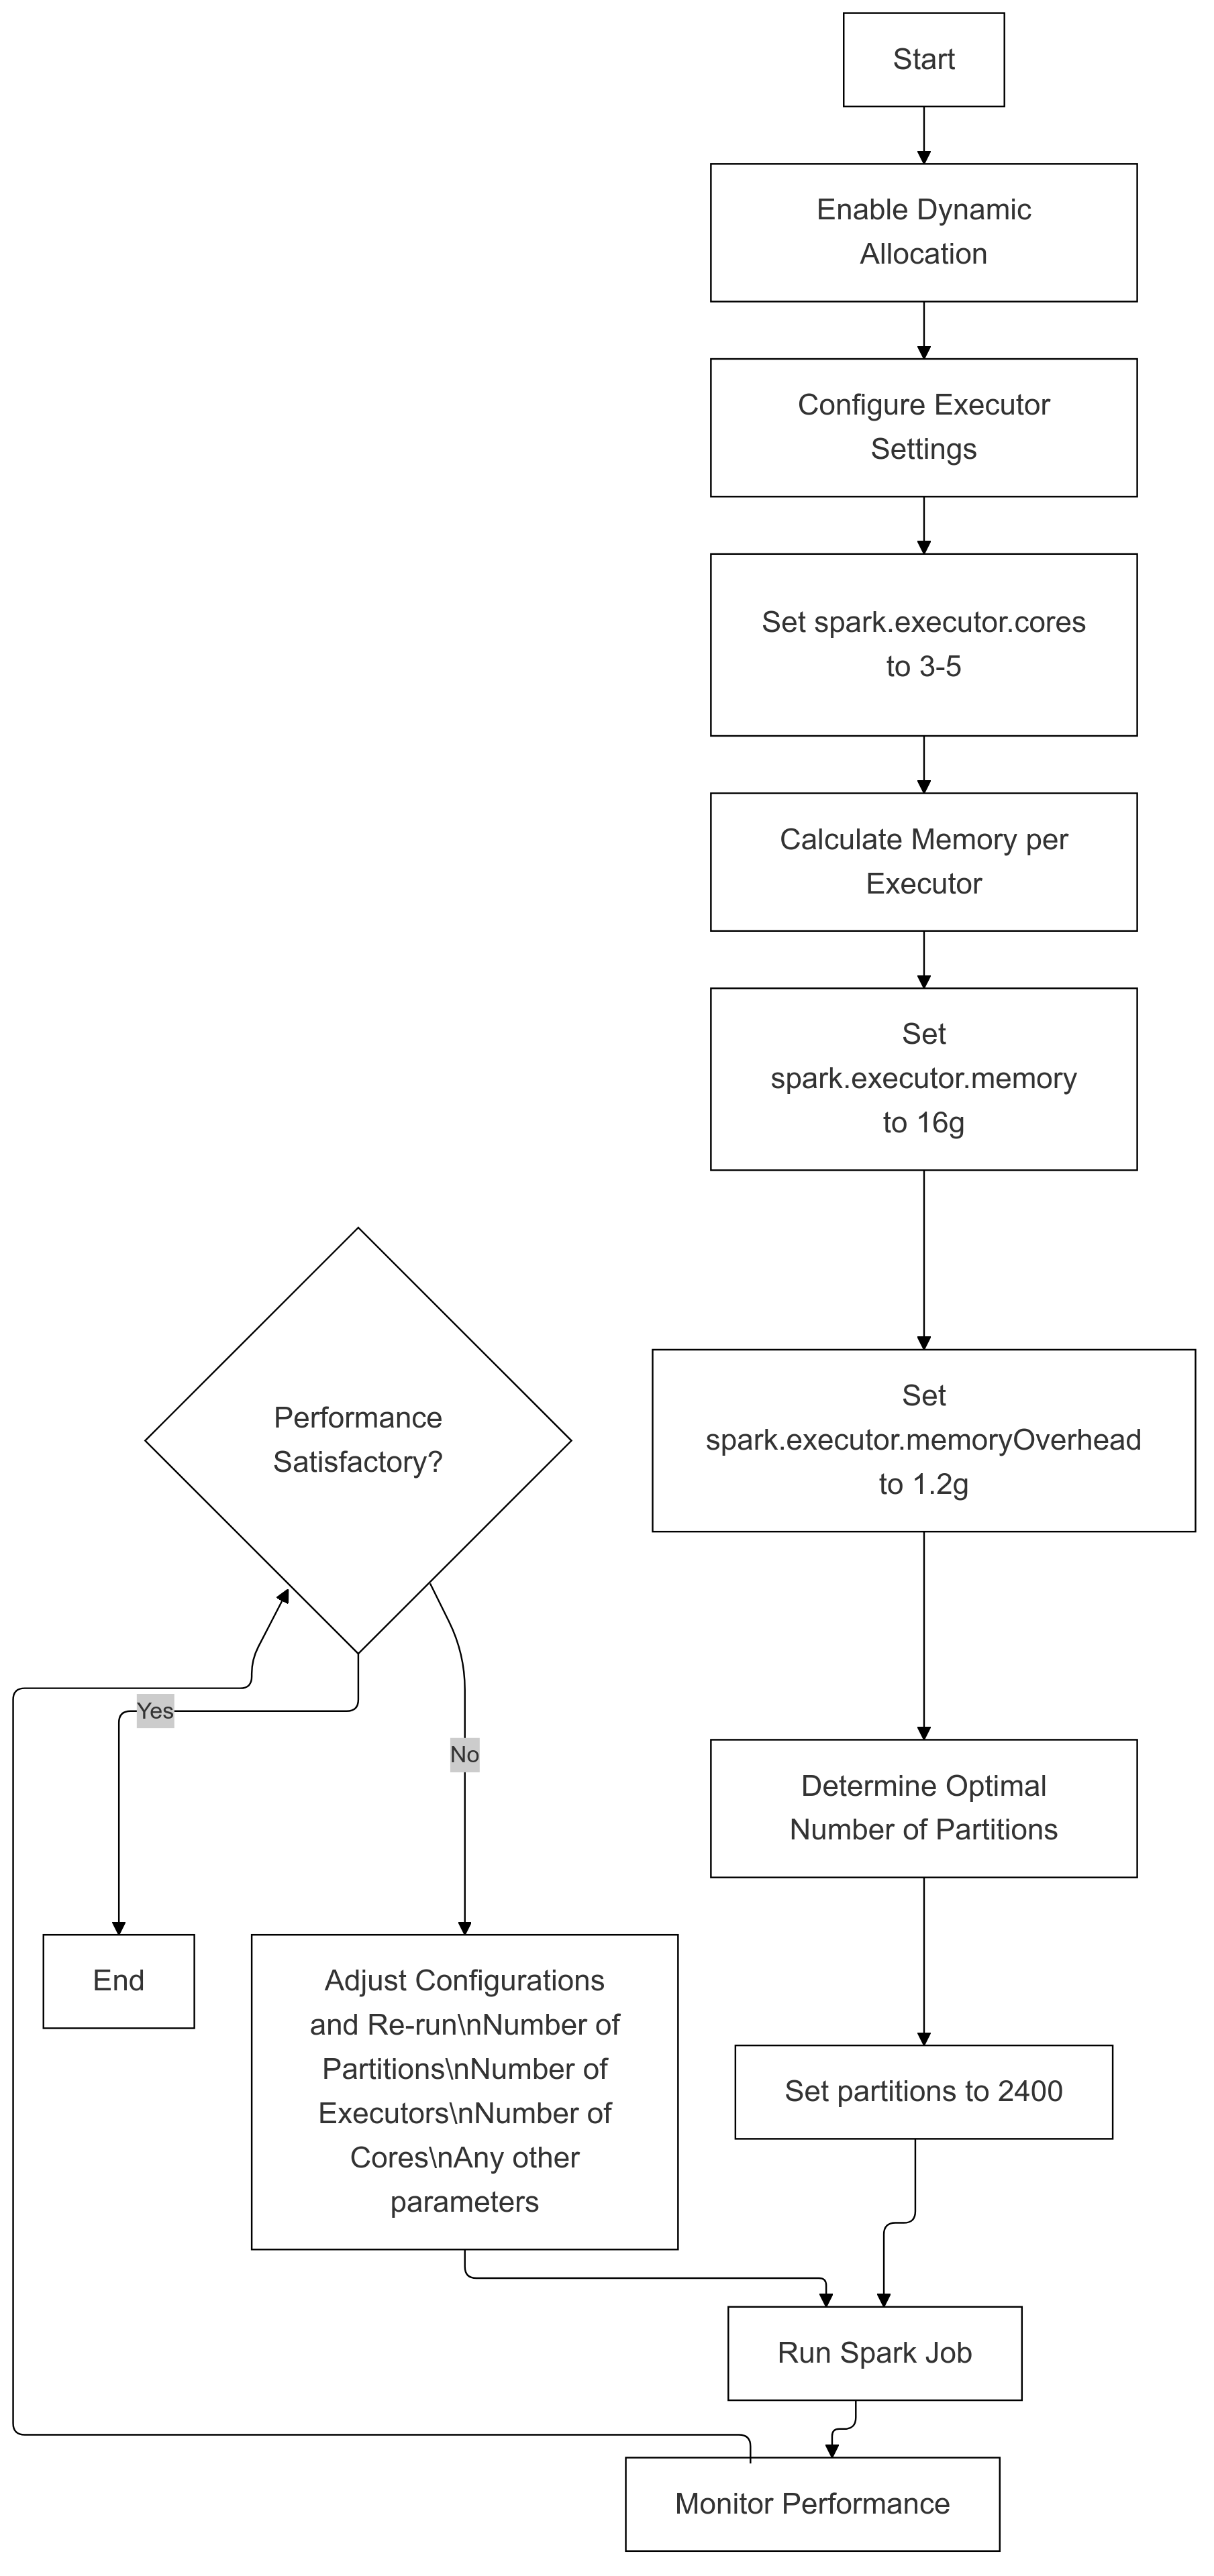 Start
Enable Dynamic
Allocation
Configure Executor
Settings
Set spark.executor.cores
to 3-5
Calculate Memory per
Executor
Set
spark.executor.memory
to 16g
Set
spark.executor.memoryOverhead
to 1.2g
Performance
Satisfactory?
Yes
No
Determine Optimal
Number of Partitions
End
Adjust Configurations
and Re-run\nNumber of
Partitions\nNumber of
Executors\nNumber of
Cores\nAny other
parameters
Set partitions to 2400
Run Spark Job
Monitor Performance